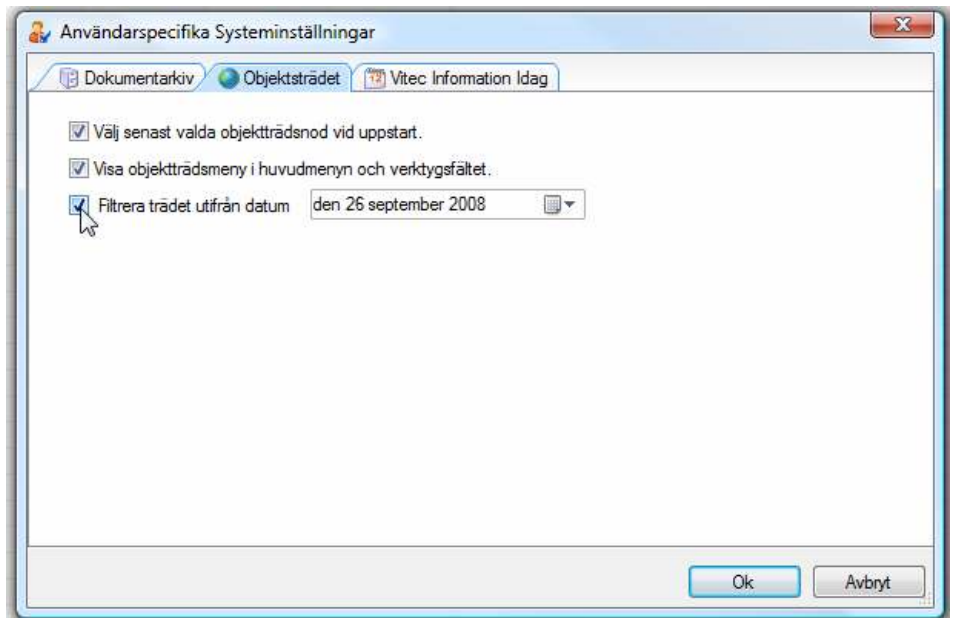 Användarspecifika Systeminställningar
Dokumentarkiv Objektsträdet 12 Vitec Information Idag
Välj senast valda objektträdsnod vid uppstart.
Visa objektträdsmeny i huvudmenyn och verktygsfältet.
Filtrera trädet utifrån datum den 26 september 2008
Ok Avbryt